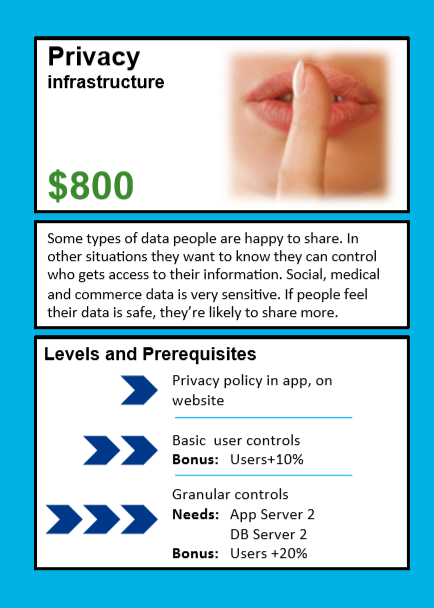 Privacy
infrastructure
$800
Some types of data people are happy to share. In
other situations they want to know they can control
who gets access to their information. Social, medical
and commerce data is very sensitive. If people feel
their data is safe, they’re likely to share more.
Levels and Prerequisites
Privacy policy in app, on
website
Basic user controls
Bonus: Users+10%
Granular controls
Needs: App Server 2
DB Server 2
Bonus: Users +20%